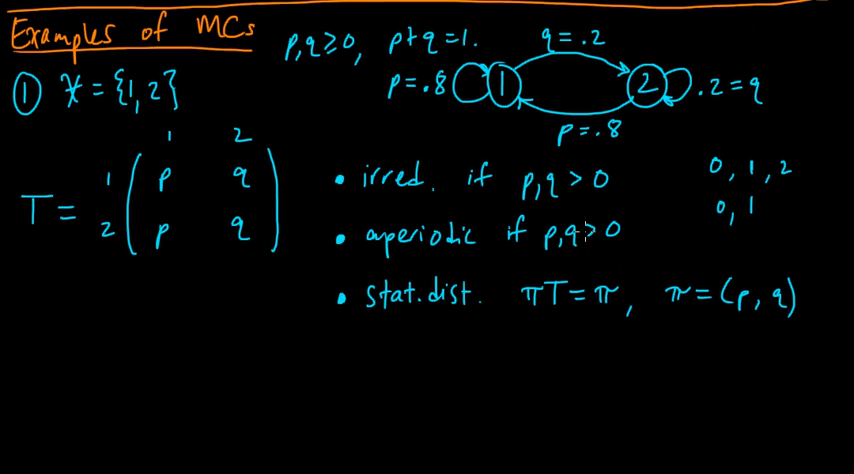 Examples of MCs
p,q ≥ 0, p+q = 1.
① 𝒳 = {1,2}
q = .2
p = .8 1 2 .2 = q
p = .8
1 2
T = 1 ( p q )
2 ( p q )
• irred. if p,q > 0
0, 1, 2
• aperiodic if p,q > 0
0, 1
• stat. dist. πT = π, π = (p, q)